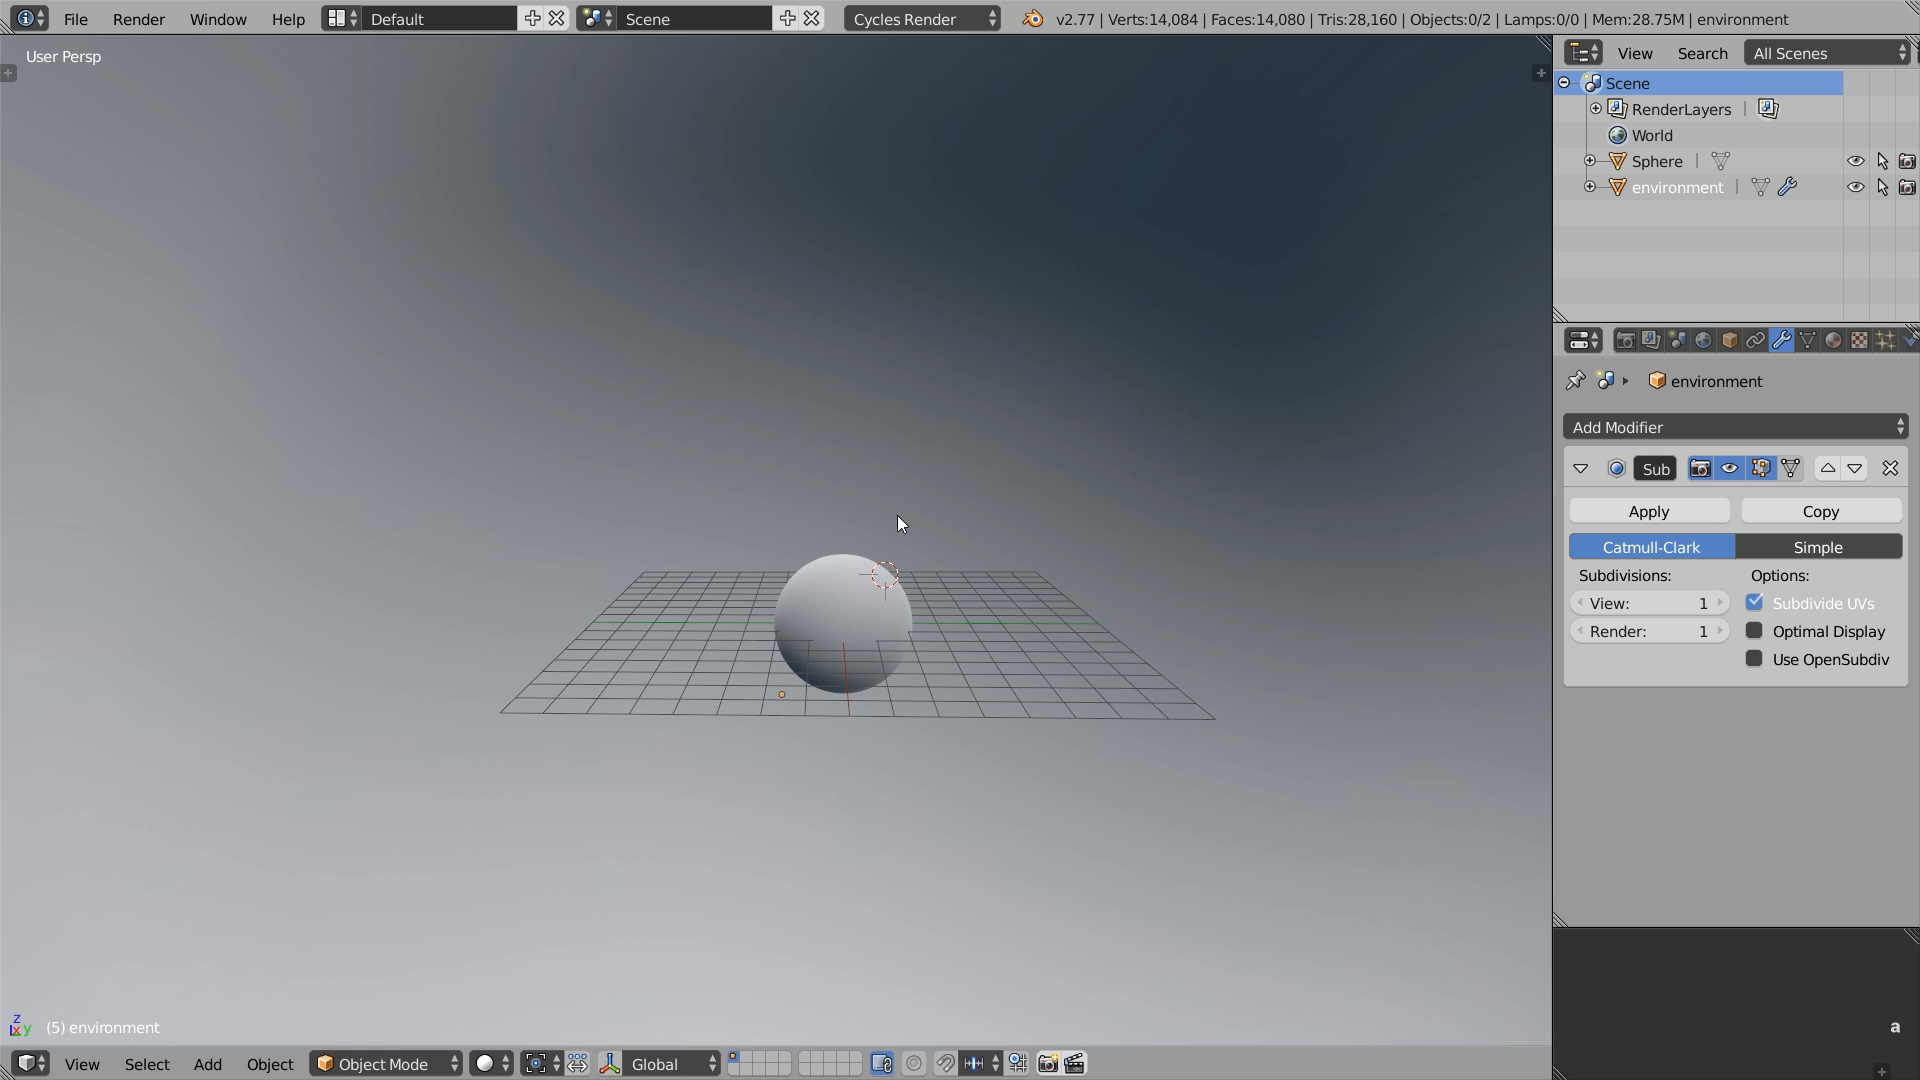 File Render Window Help Default Scene Cycles Render v2.77 | Verts:14,084 | Faces:14,080 | Tris:28,160 | Objects:0/2 | Lamps:0/0 | Mem:28.75M | environment
User Persp
View Search All Scenes
Scene
RenderLayers
World
Sphere
environment
environment
Add Modifier
Sub
Apply Copy
Catmull-Clark Simple
Subdivisions: Options:
View: 1 Subdivide UVs
Render: 1 Optimal Display
Use OpenSubdiv
z
x y (5) environment
a
View Select Add Object Object Mode Global